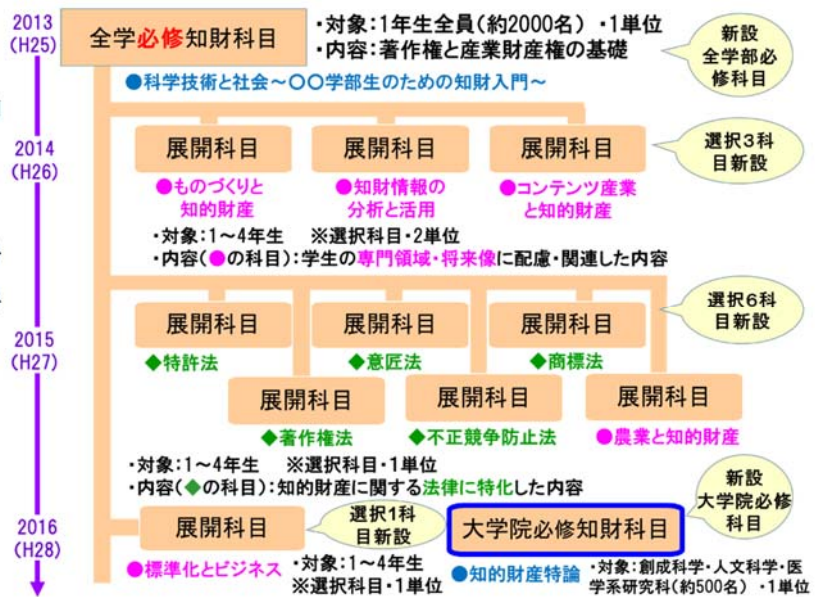 2013
(H25)
全学必修知財科目
・対象:1年生全員(約2000名) ・1単位
・内容:著作権と産業財産権の基礎
新設
全学部必
修科目
●科学技術と社会～〇〇学部生のための知財入門～
2014
(H26)
展開科目
展開科目
展開科目
選択3科
目新設
●ものづくりと
知的財産
●知財情報の
分析と活用
●コンテンツ産業
と知的財産
・対象:1～4年生 ※選択科目・2単位
・内容(●の科目):学生の専門領域・将来像に配慮・関連した内容
選択6科
目新設
2015
(H27)
展開科目
展開科目
展開科目
◆特許法
◆意匠法
◆商標法
展開科目
展開科目
展開科目
◆著作権法
◆不正競争防止法
●農業と知的財産
・対象:1～4年生 ※選択科目・1単位
・内容(◆の科目):知的財産に関する法律に特化した内容
新設
大学院必修
科目
2016
(H28)
展開科目
選択1科
目新設
大学院必修知財科目
●標準化とビジネス
・対象:1～4年生
※選択科目・1単位
●知的財産特論
・対象:創成科学・人文科学・医
学系研究科(約500名) ・1単位